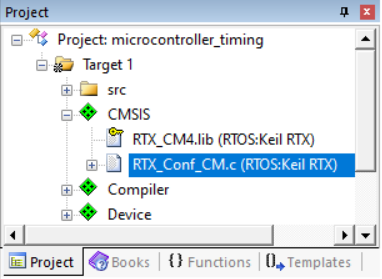 Project
Project: microcontroller_timing
Target 1
src
CMSIS
RTX_CM4.lib (RTOS:Keil RTX)
RTX_Conf_CM.c (RTOS:Keil RTX)
Compiler
Device
Project Books {} Functions 0 Templates